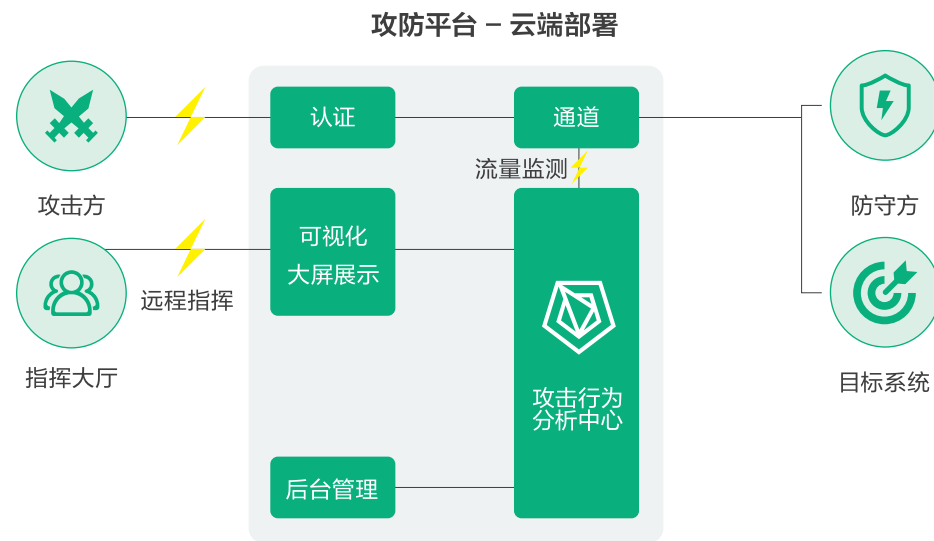 攻防平台 – 云端部署
认证
通道
流量监测
攻击方
防守方
可视化
大屏展示
远程指挥
指挥大厅
目标系统
攻击行为
分析中心
后台管理